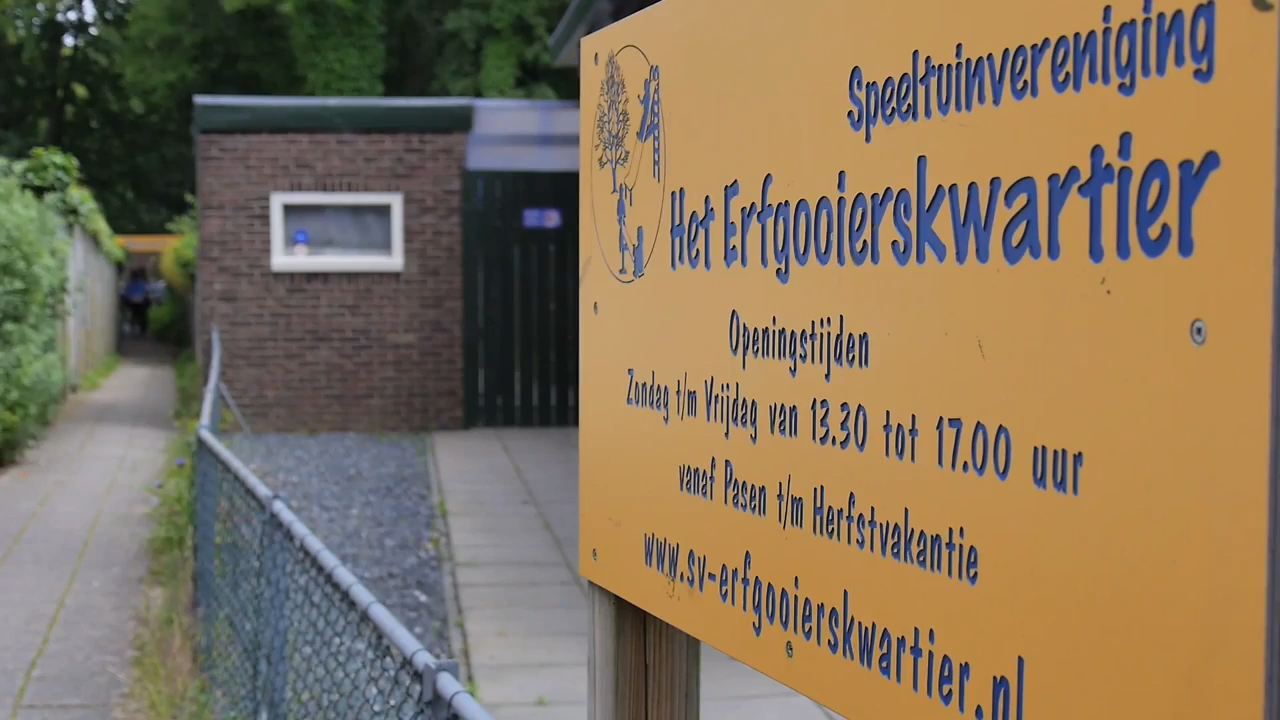 Speeltuinvereniging
Het Erfgooierskwartier
Openingstijden
Zondag t/m Vrijdag van 13.30 tot 17.00 uur
vanaf Pasen t/m Herfstvakantie
www.sv-erfgooierskwartier.nl